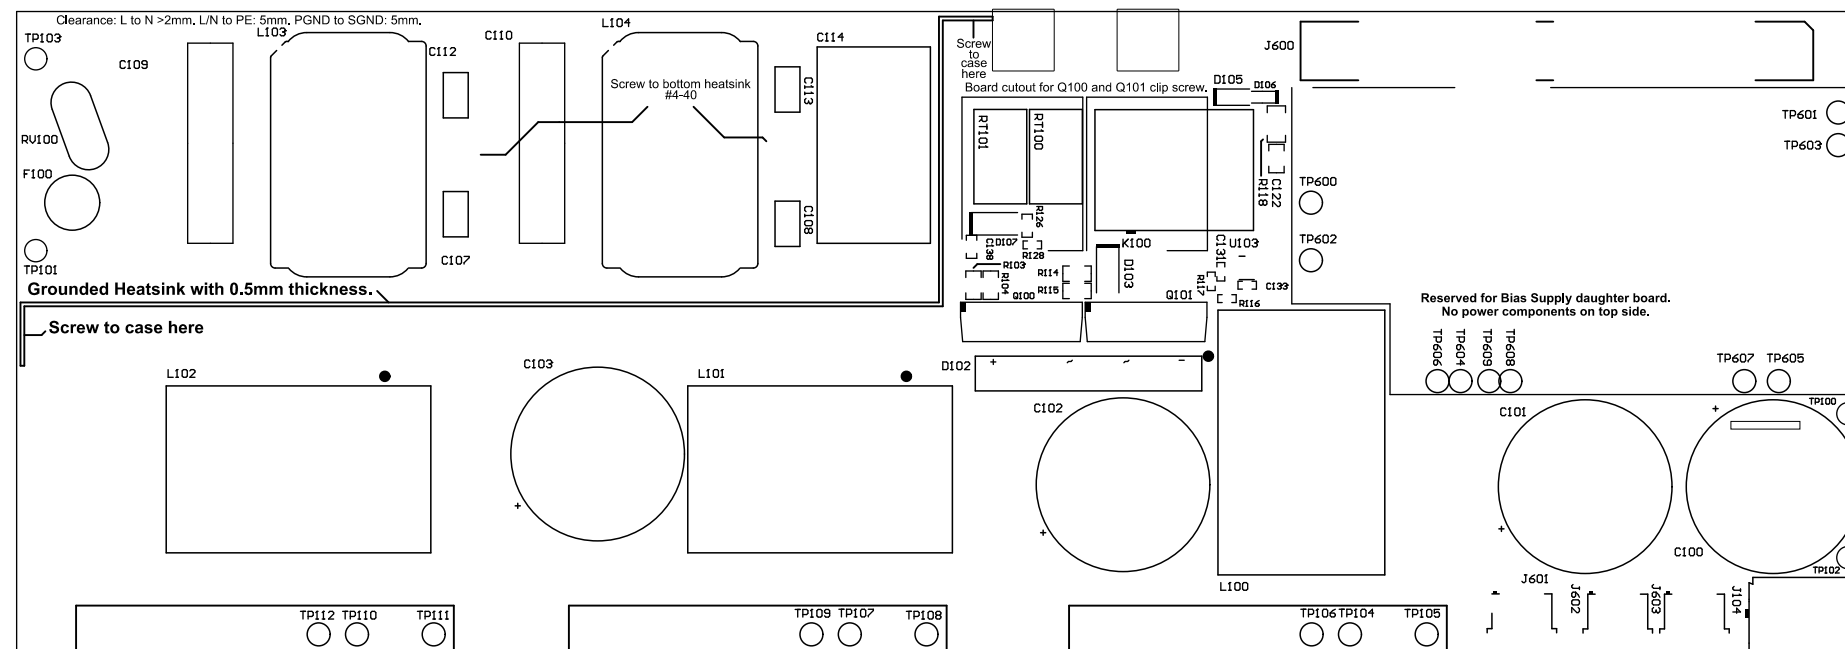 Clearance: L to N >2mm. L/N to PE: 5mm. PGND to SGND: 5mm.
TP103
L103
L104
C109
C112
C110
C114
Screw to bottom heatsink
#4-40
C113
RV100
F100
C108
TP101
C107
Screw
to
case
here
J600
Board cutout for Q100 and Q101 clip screw.
D105
D106
RT101
RT100
R118
C122
TP601
TP603
TP600
TP602
R126
D107
C138
R128
K100
U103
C131
R103
R104
R114
R115
D103
R117
C133
Q100
Q101
R116
Grounded Heatsink with 0.5mm thickness.
Screw to case here
Reserved for Bias Supply daughter board.
No power components on top side.
TP606
TP604
TP609
TP608
TP607
TP605
L102
C103
L101
D102
+ ~ ~ -
C102
C101
+
TP100
+
+
+
C100
TP102
L100
J601
J602
J603
J104
TP112
TP110
TP111
TP109
TP107
TP108
TP106
TP104
TP105